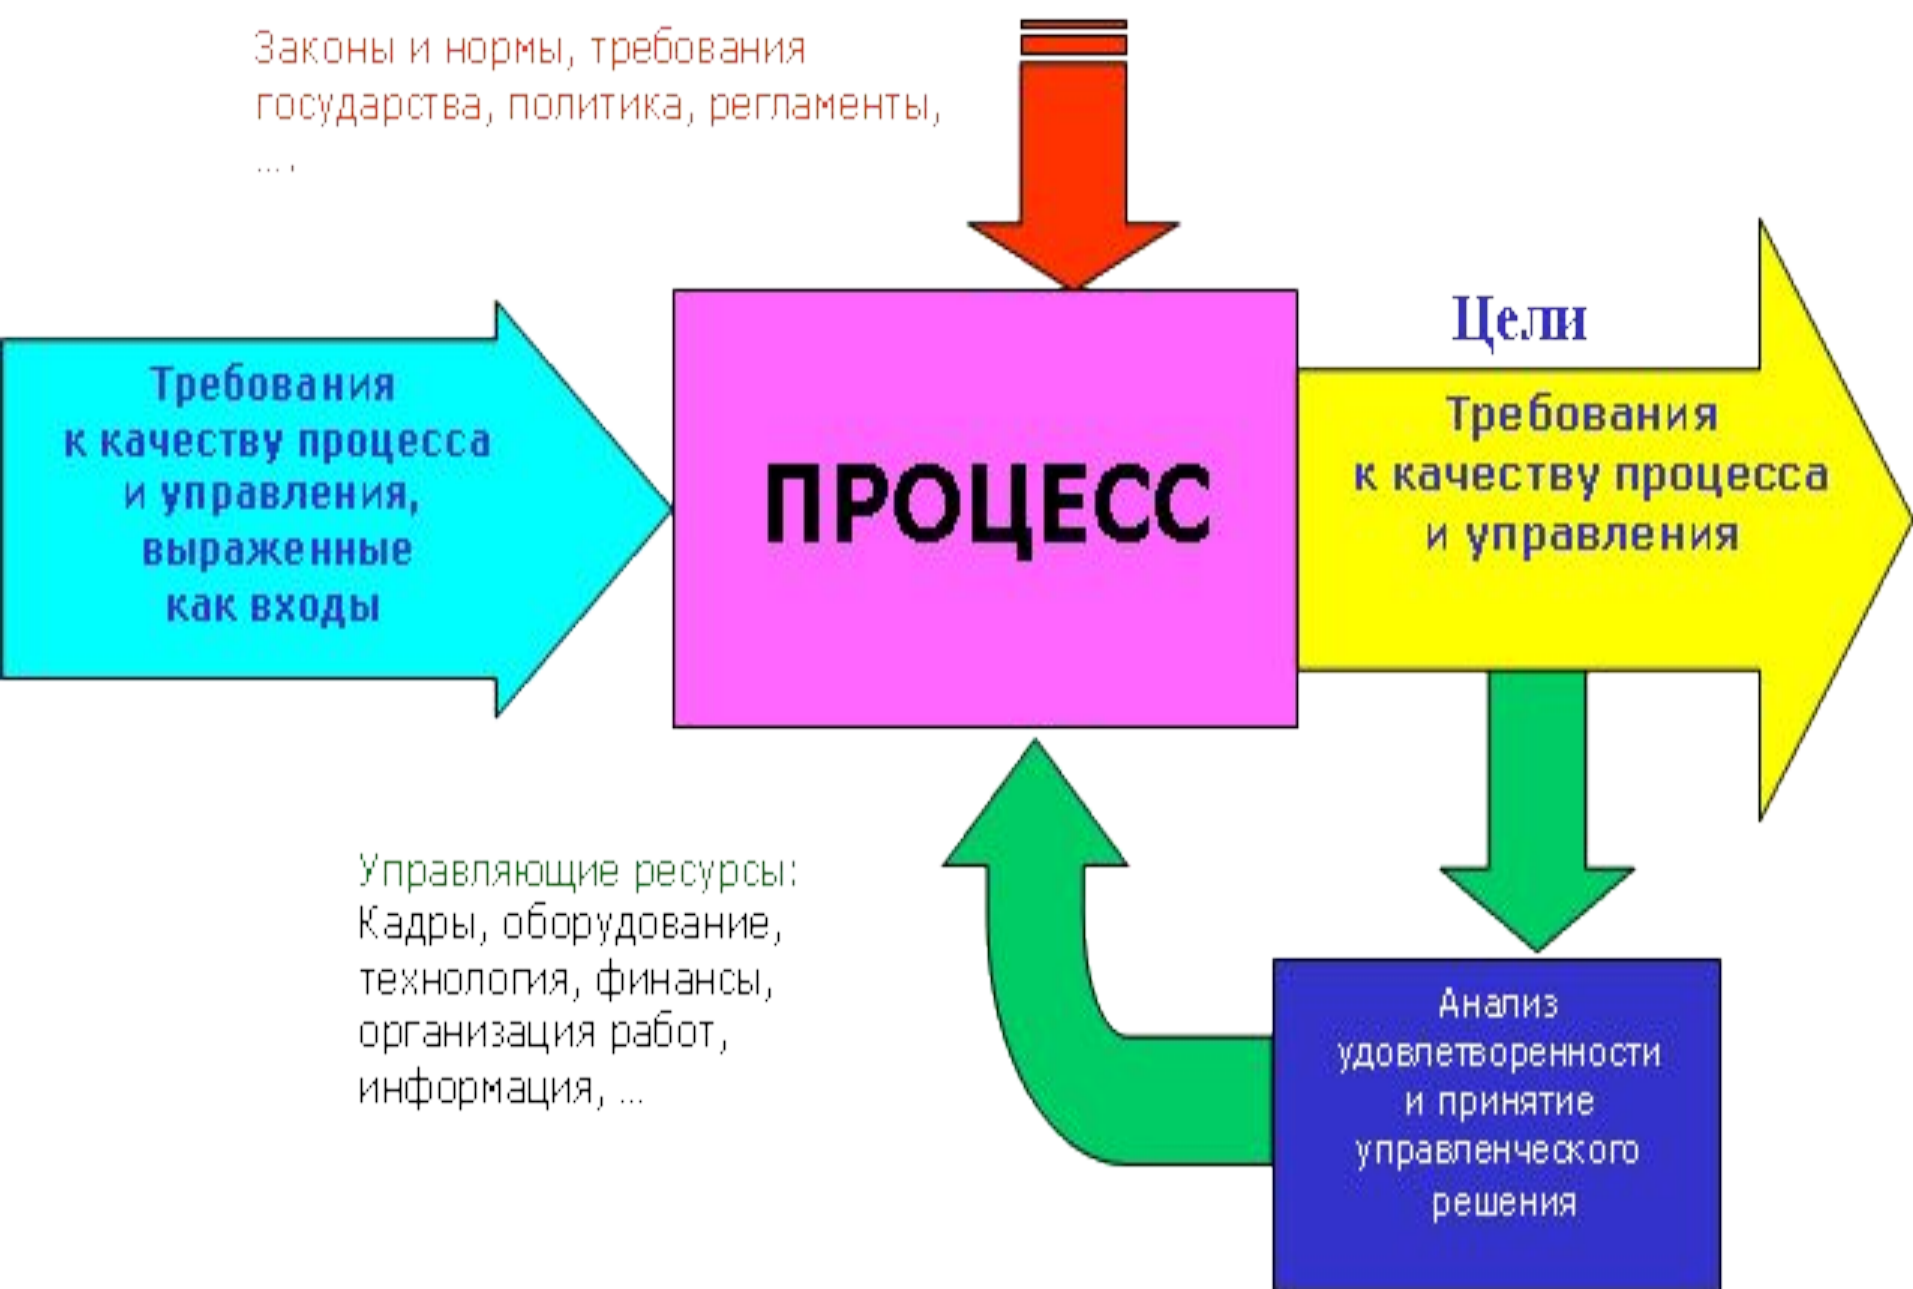 Законы и нормы, требования
государства, политика, регламенты,
... .
Требования
к качеству процесса
и управления,
выраженные
как входы
ПРОЦЕСС
Цели
Требования
к качеству процесса
и управления
Управляющие ресурсы:
Кадры, оборудование,
технология, финансы,
организация работ,
информация, ...
Анализ
удовлетворенности
и принятие
управленческого
решения